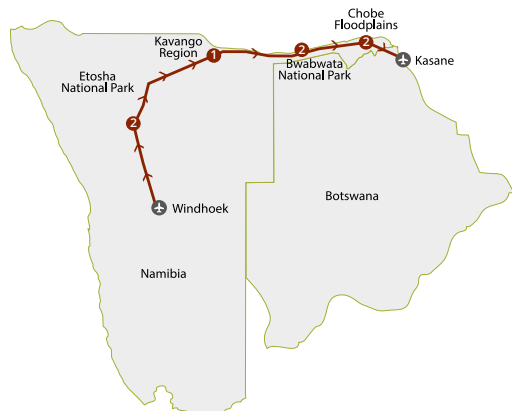 Chobe
Floodplains
Kavango
Region
2
2
1
Kasane
Bwabwata
National Park
Etosha
National Park
2
Windhoek
Botswana
Namibia